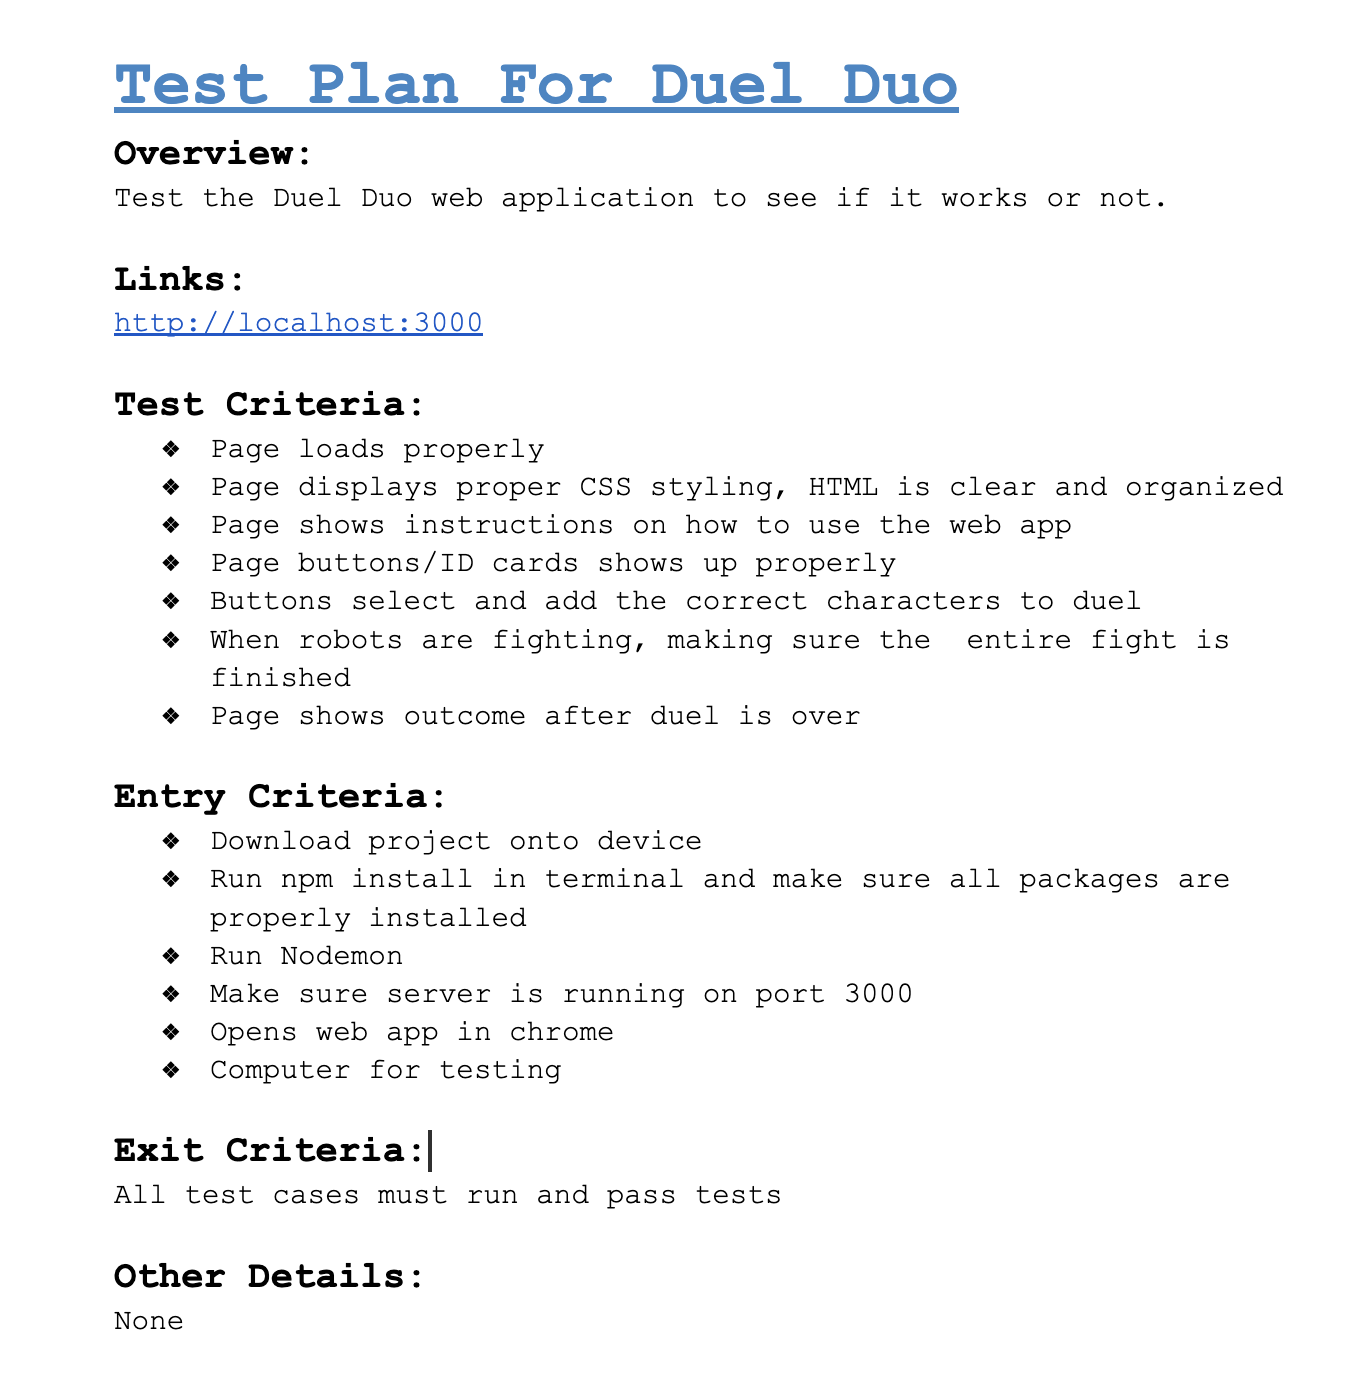 Test Plan For Duel Duo
Overview:
Test the Duel Duo web application to see if it works or not.
Links:
http://localhost:3000
Test Criteria:
❖ Page loads properly
❖ Page displays proper CSS styling, HTML is clear and organized
❖ Page shows instructions on how to use the web app
❖ Page buttons/ID cards shows up properly
❖ Buttons select and add the correct characters to duel
❖ When robots are fighting, making sure the  entire fight is
finished
❖ Page shows outcome after duel is over
Entry Criteria:
❖ Download project onto device
❖ Run npm install in terminal and make sure all packages are
properly installed
❖ Run Nodemon
❖ Make sure server is running on port 3000
❖ Opens web app in chrome
❖ Computer for testing
Exit Criteria:
All test cases must run and pass tests
Other Details:
None